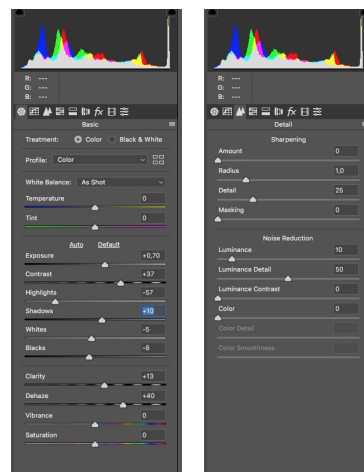 R: ---
G: ---
B: ---
fx
Basic
Treatment: Color Black & White
Profile: Color
White Balance: As Shot
Temperature 0
Tint 0
Auto Default
Exposure +0,70
Contrast +37
Highlights -57
Shadows +10
Whites -5
Blacks -8
Clarity +13
Dehaze +40
Vibrance 0
Saturation 0
R: ---
G: ---
B: ---
fx
Detail
Sharpening
Amount 0
Radius 1,0
Detail 25
Masking 0
Noise Reduction
Luminance 10
Luminance Detail 50
Luminance Contrast 0
Color 0
Color Detail
Color Smoothness